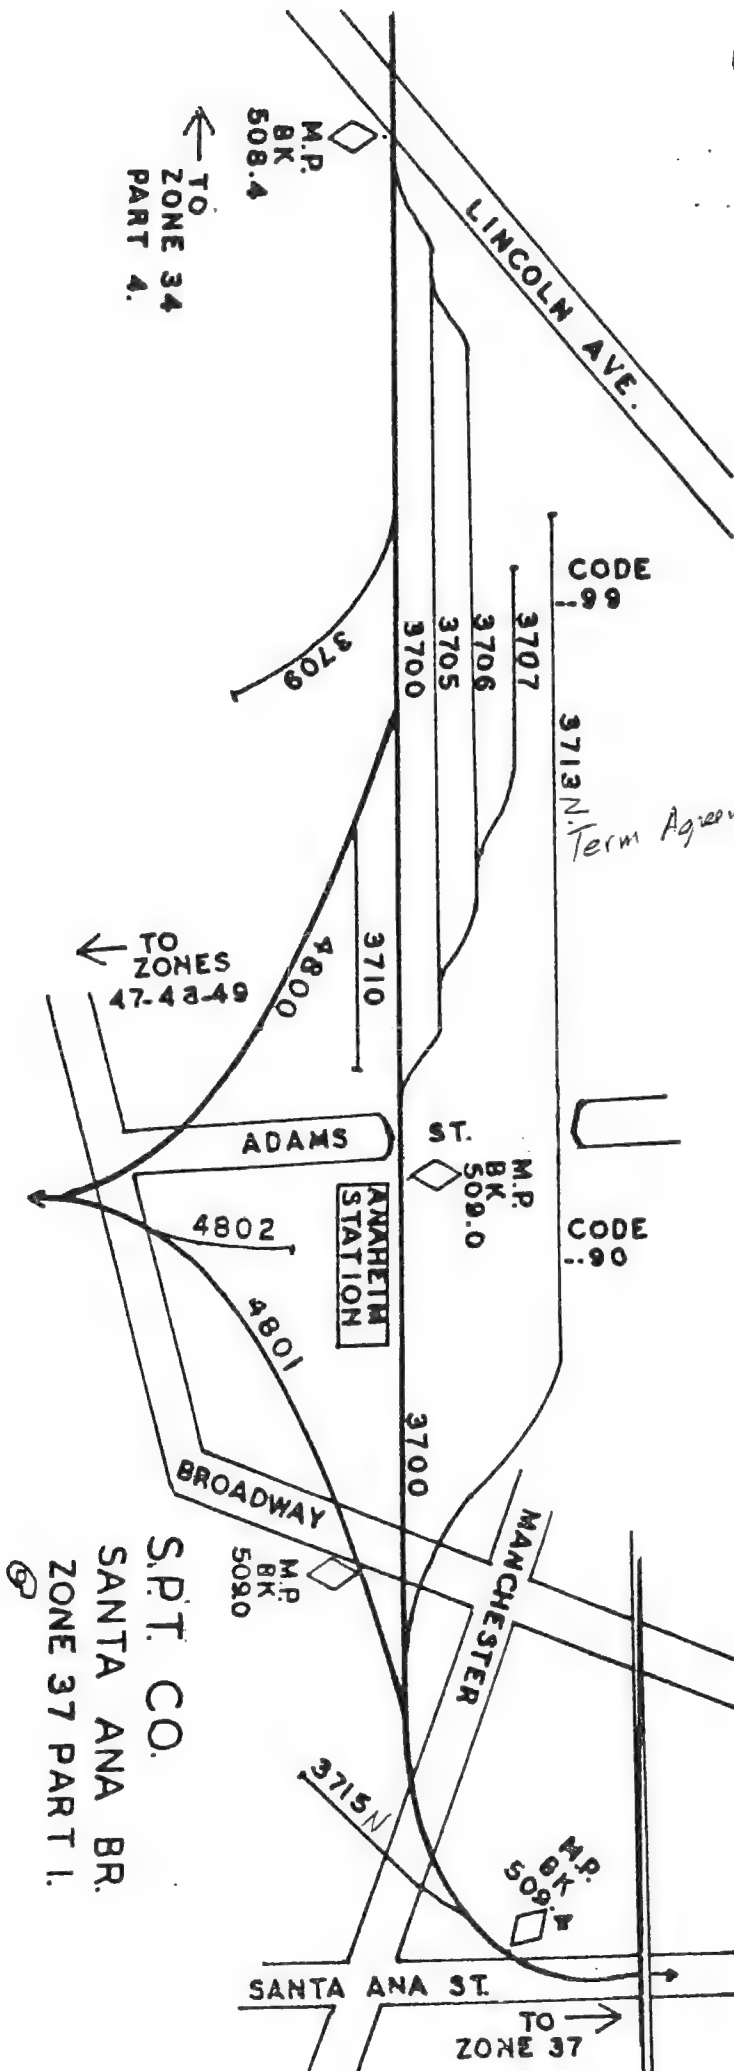 LINCOLN AVE.
M.P.
BK
508.4
TO
ZONE 34
PART 4.
CODE
--99
3709
3700
3705
3706
3707
3713 N.
Term
3710
4800
TO
ZONES
47-48-49
ADAMS
ST.
M.P.
BK
509.0
ANAHEIM
STATION
CODE
--90
4802
4801
3700
BROADWAY
MANCHESTER
M.P.
BK
509.0
S.P.T. CO.
SANTA ANA BR.
ZONE 37 PART 1.
3715 N
M.P.
BK
509.
SANTA ANA ST.
TO
ZONE 37